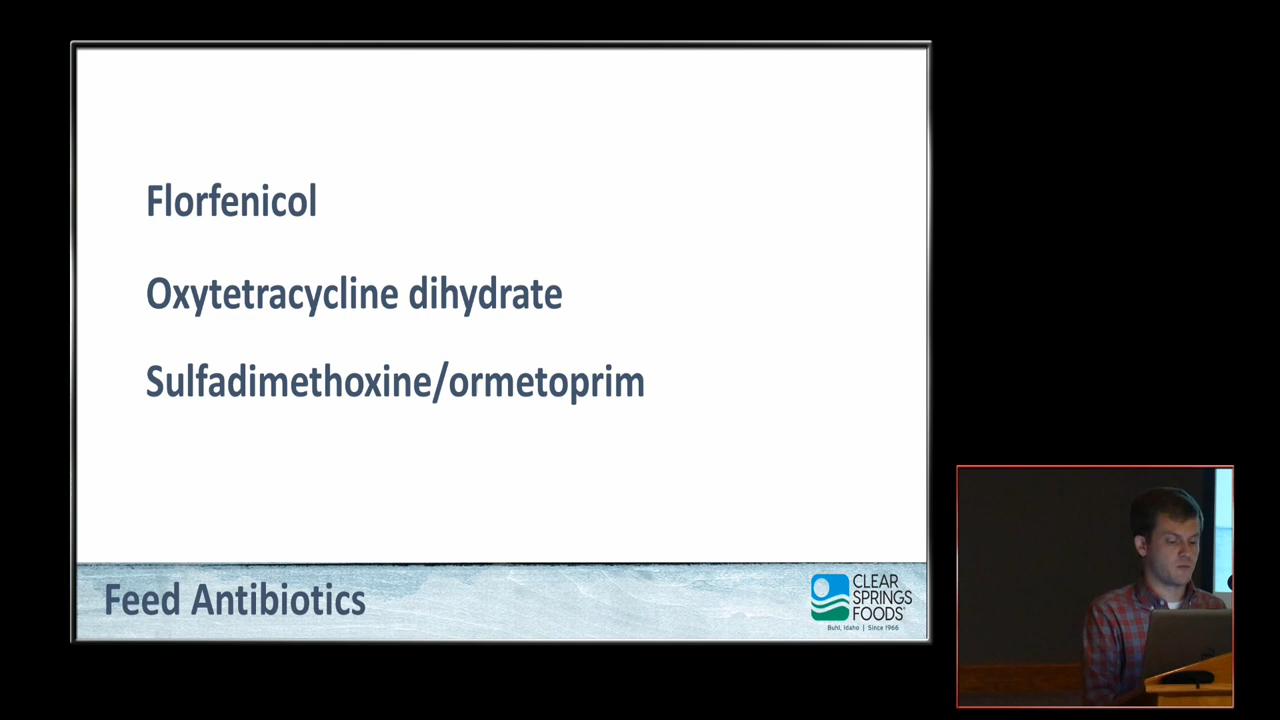 Florfenicol
Oxytetracycline dihydrate
Sulfadimethoxine/ormetoprim
Feed Antibiotics
CLEAR
SPRINGS
FOODS®
Buhl, Idaho | Since 1966